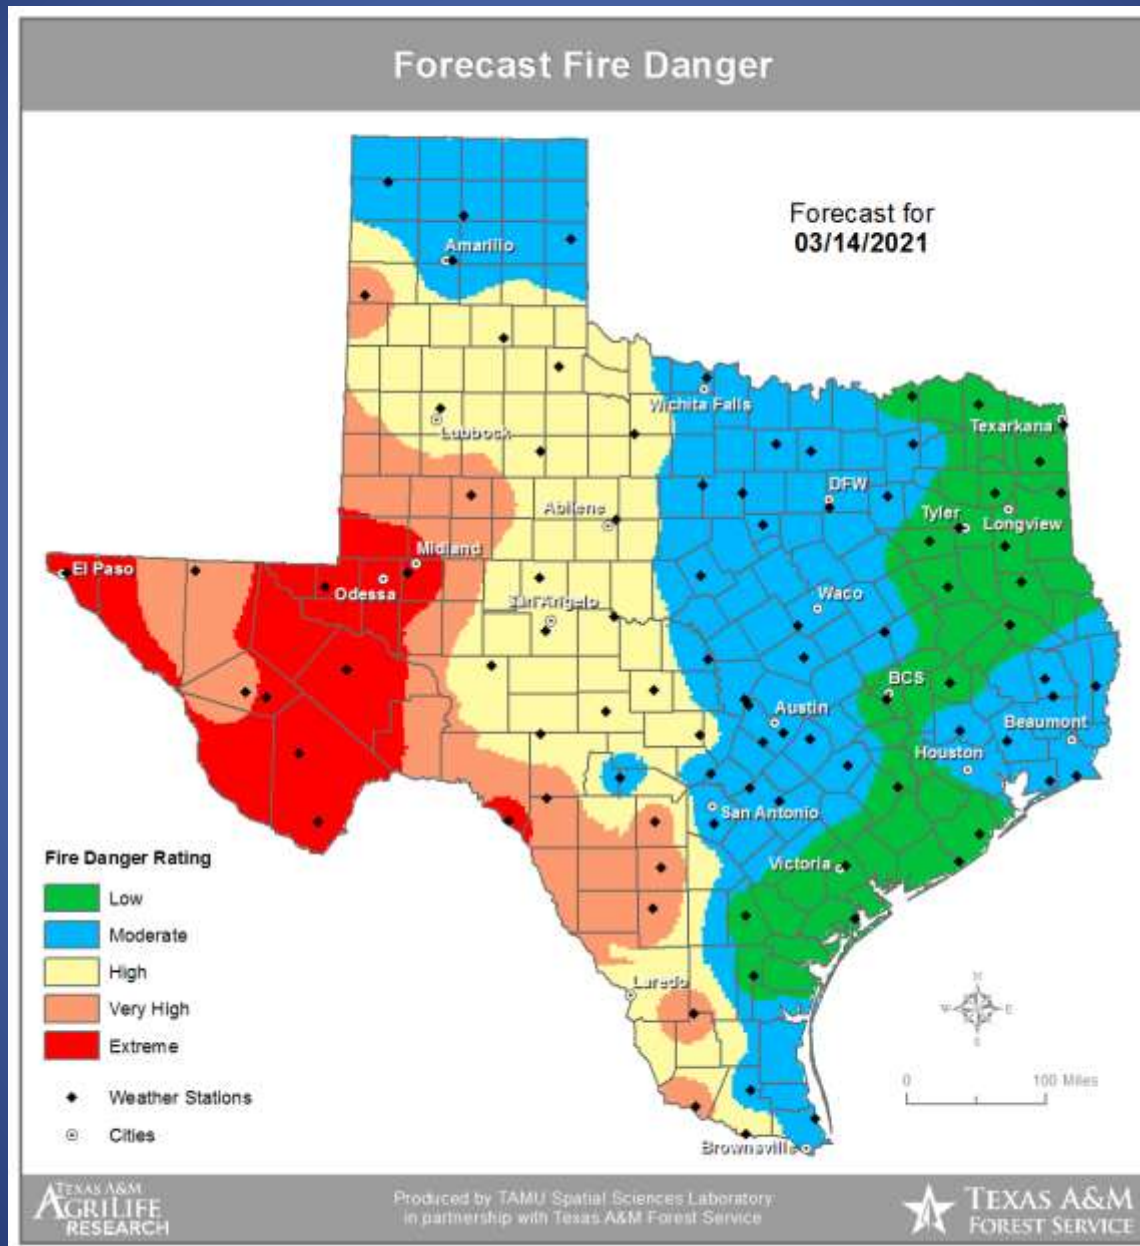 Forecast Fire Danger
Forecast for
03/14/2021
Amarillo
Wichita Falls
Texarkana
Lubbock
DFW
Abilene
Tyler
Longview
Midland
El Paso
Odessa
San Angelo
Waco
BCS
Austin
Beaumont
Houston
San Antonio
Victoria
Laredo
Brownsville
Fire Danger Rating
Low
Moderate
High
Very High
Extreme
Weather Stations
Cities
N
W E
S
0 100 Miles
TEXAS A&M
AGRILIFE
RESEARCH
Produced by TAMU Spatial Sciences Laboratory
in partnership with Texas A&M Forest Service
TEXAS A&M
FOREST SERVICE